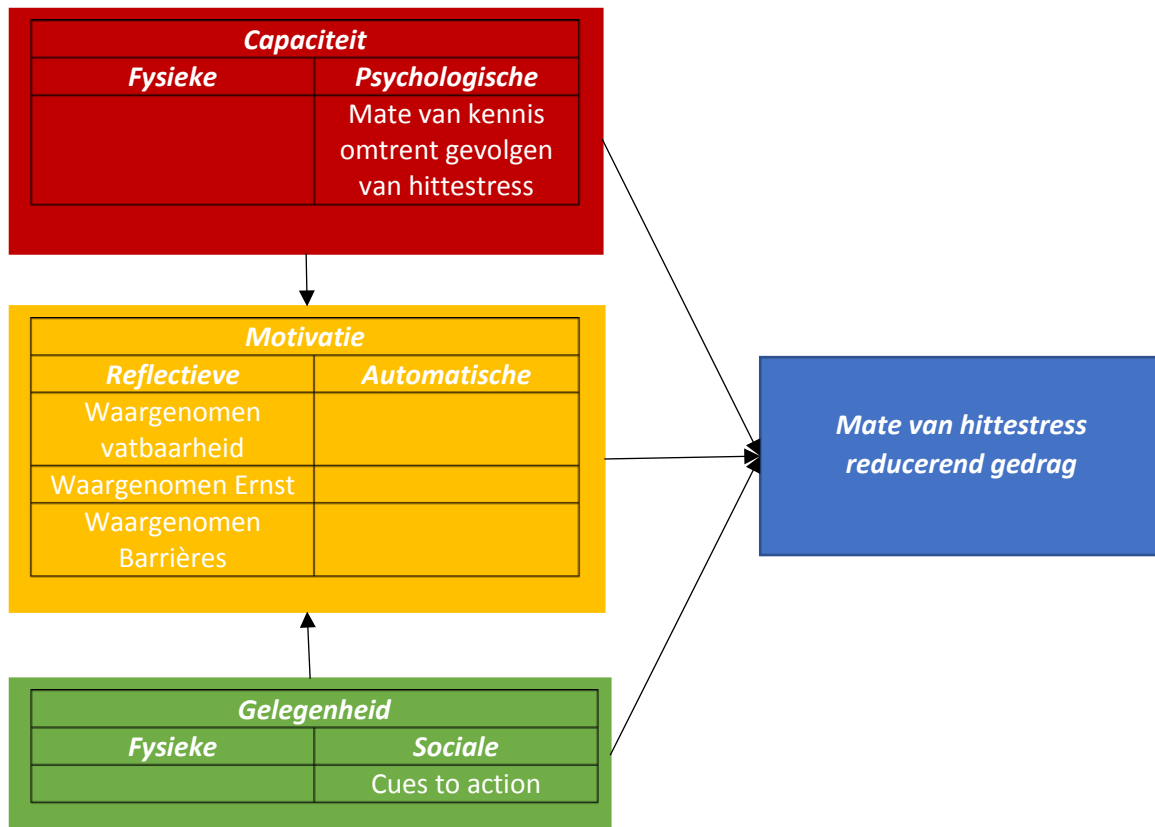 Capaciteit
Fysieke Psychologische
Mate van kennis
omtrent gevolgen
van hittestress
Motivatie
Reflectieve Automatische
Waargenomen
vatbaarheid
Waargenomen Ernst
Waargenomen
Barrières
Gelegenheid
Fysieke Sociale
Cues to action
Mate van hittestress
reducerend gedrag